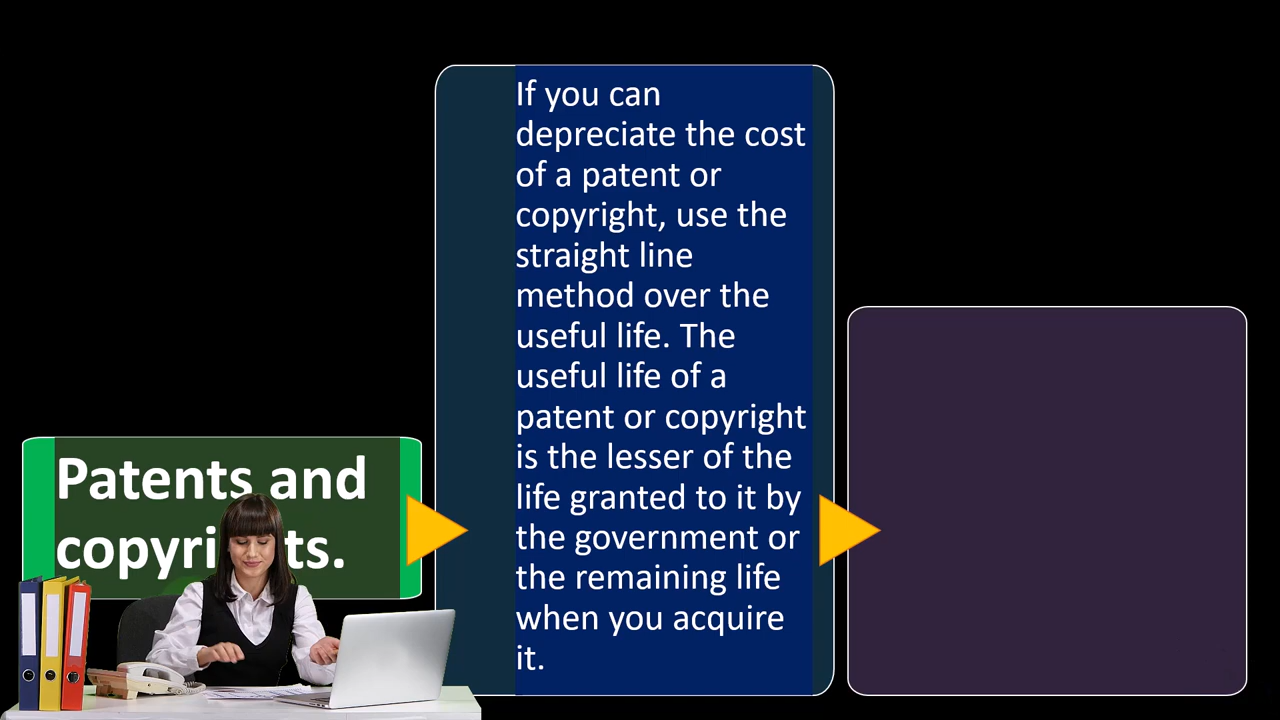 Patents and
copyrights.
If you can
depreciate the cost
of a patent or
copyright, use the
straight line
method over the
useful life. The
useful life of a
patent or copyright
is the lesser of the
life granted to it by
the government or
the remaining life
when you acquire
it.